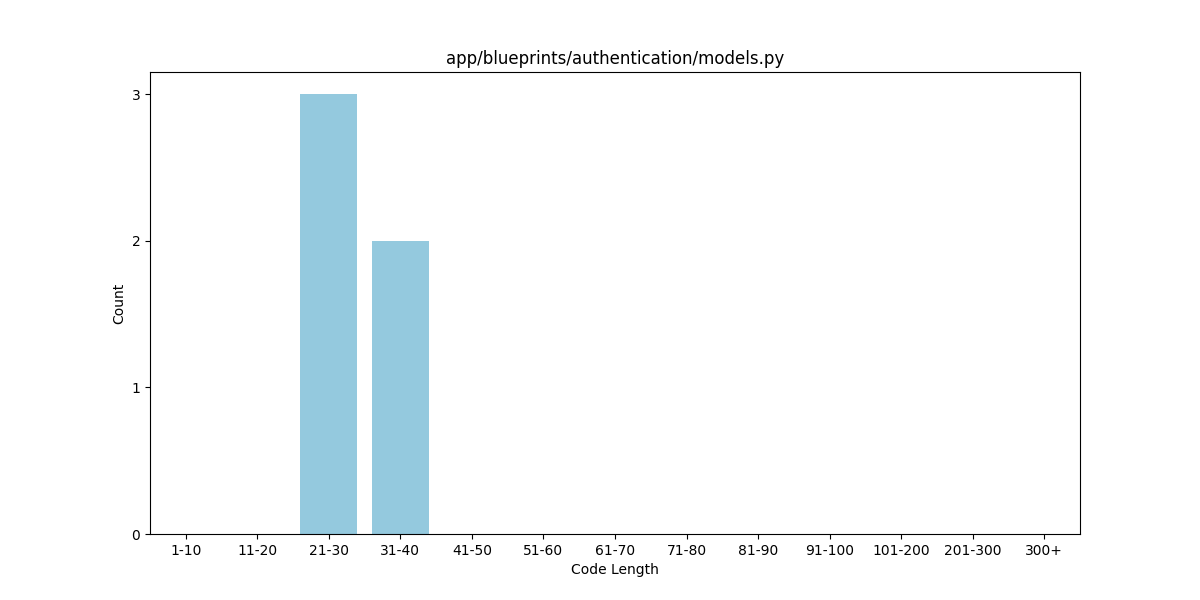 app/blueprints/authentication/models.py
3
2
1
0
Count
1-10 11-20 21-30 31-40 41-50 51-60 61-70 71-80 81-90 91-100 101-200 201-300 300+
Code Length